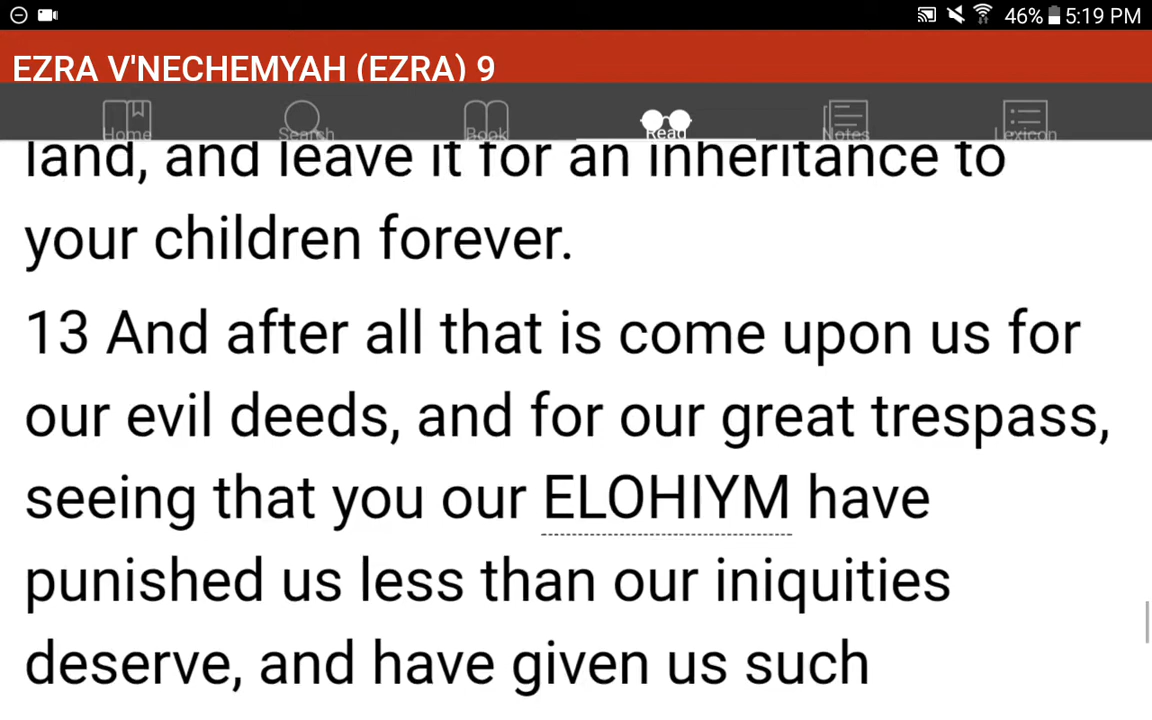 46% 5:19 PM
EZRA V'NECHEMYAH (EZRA) 9
Home Search Book Read Notes Lexicon
land, and leave it for an inheritance to
your children forever.
13 And after all that is come upon us for
our evil deeds, and for our great trespass,
seeing that you our ELOHIYM have
punished us less than our iniquities
deserve, and have given us such